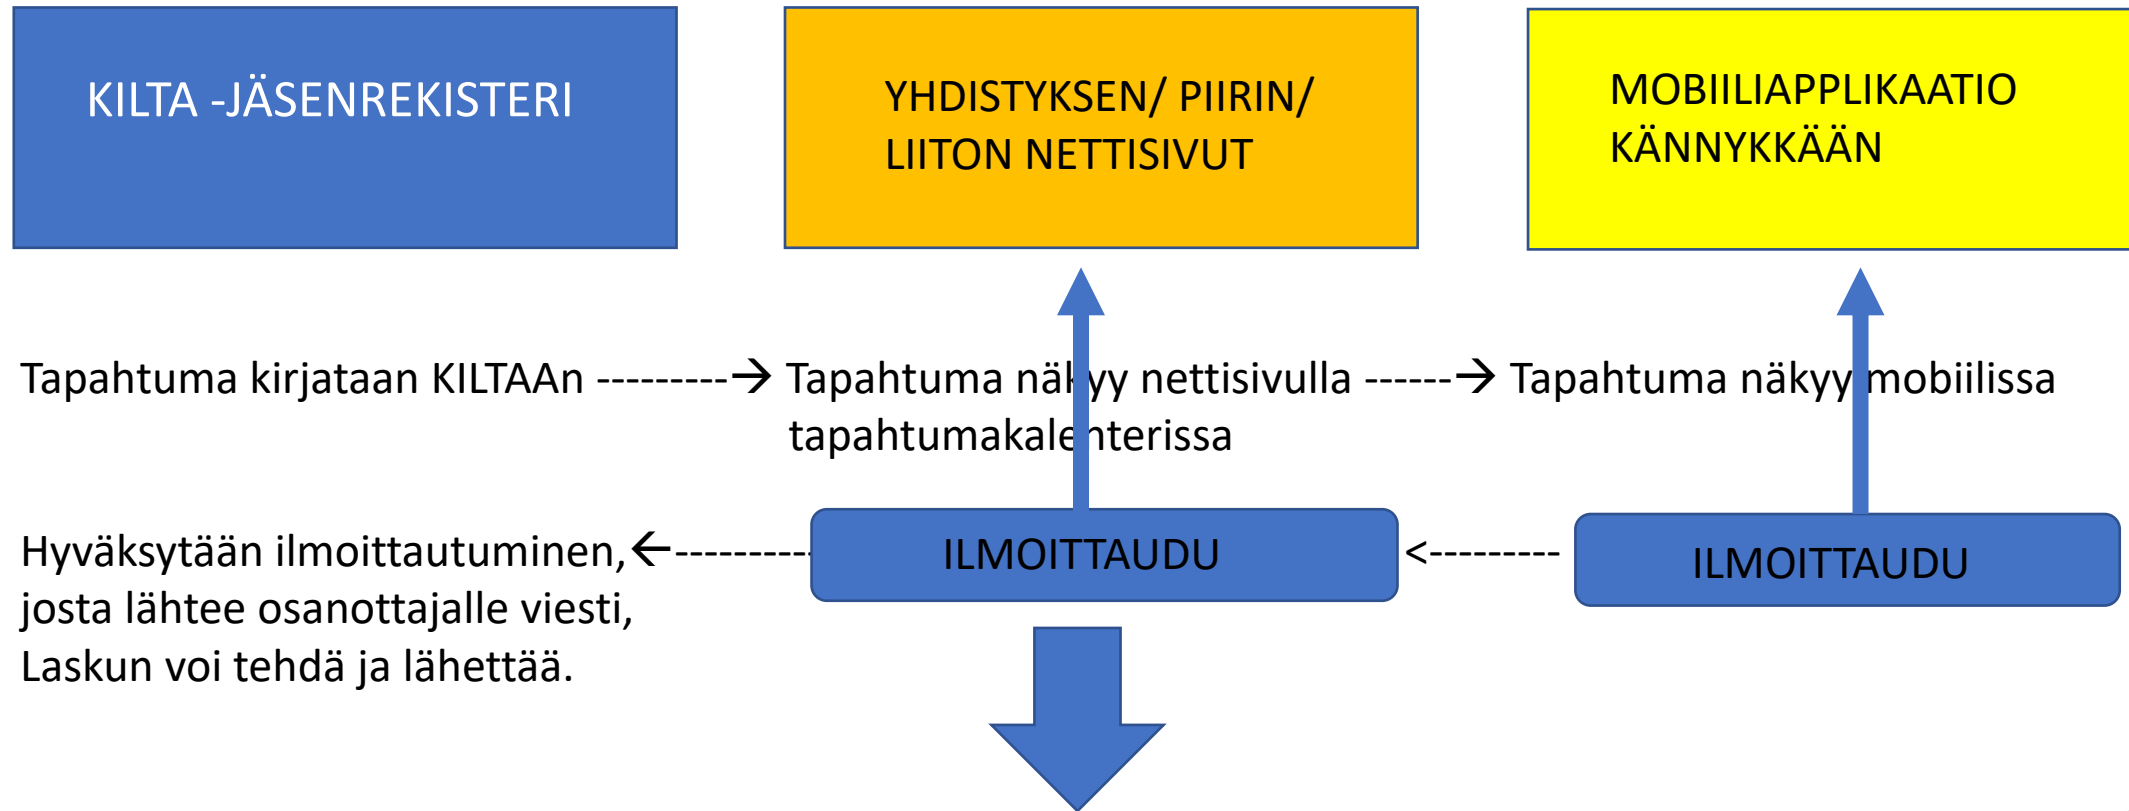 KILTA -JÄSENREKISTERI
YHDISTYKSEN/ PIIRIN/
LIITON NETTISIVUT
MOBIILIAPPLIKAATIO
KÄNNYKKÄÄN
Tapahtuma kirjataan KILTAAn ---------→ Tapahtuma näkyy nettisivulla ------→ Tapahtuma näkyy mobiilissa
tapahtumakalenterissa
Hyväksytään ilmoittautuminen, ←---------- ILMOITTAUDU <--------- ILMOITTAUDU
josta lähtee osanottajalle viesti,
Laskun voi tehdä ja lähettää.